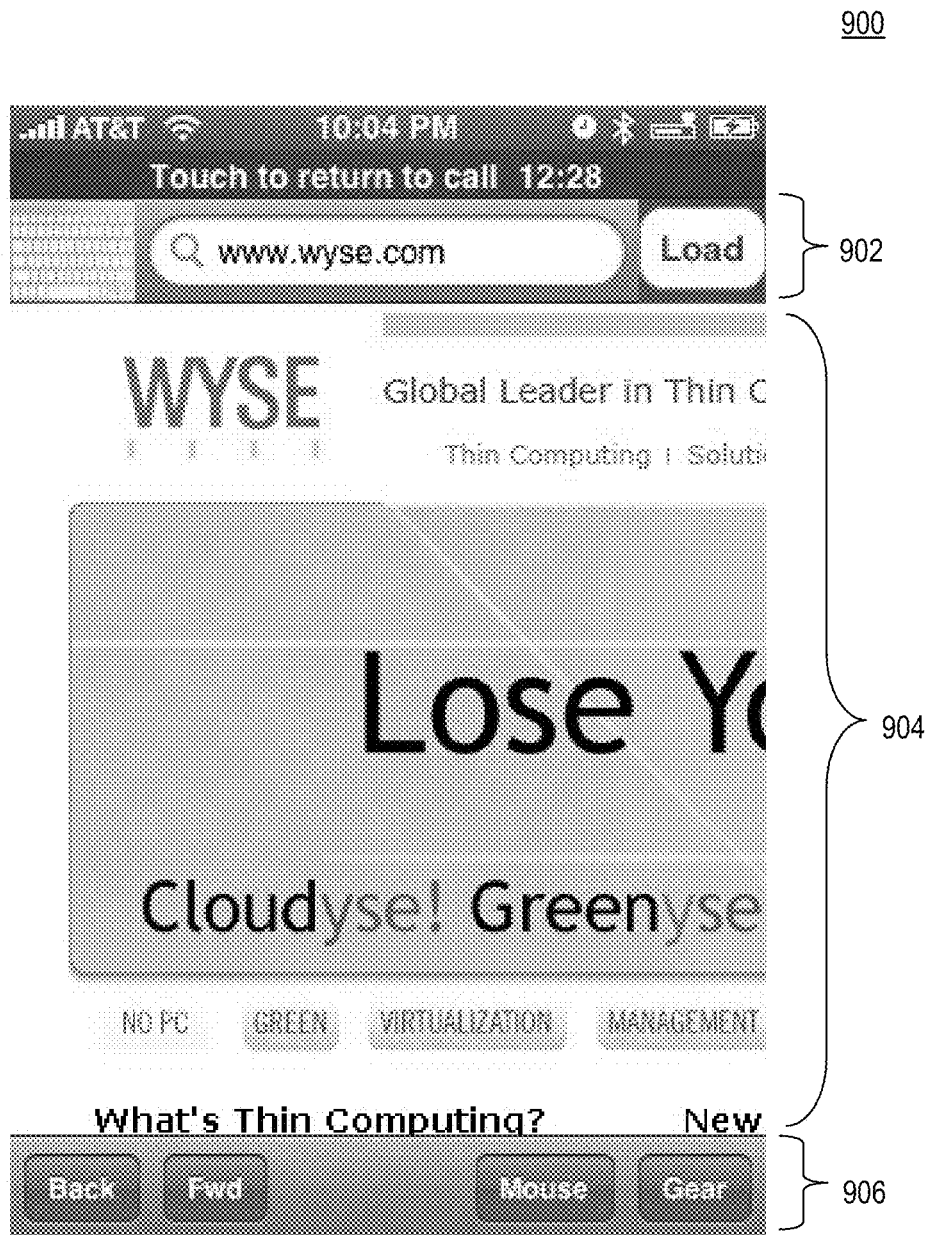 900
AT&T 10:04 PM
Touch to return to call 12:28
www.wyse.com Load
902
WYSE
Global Leader in Thin C
Thin Computing | Soluti
Lose Yo
904
Cloudyse! Greenyse
NO PC GREEN VIRTUALIZATION MANAGEMENT
What's Thin Computing? New
Back Fwd Mouse Gear
906